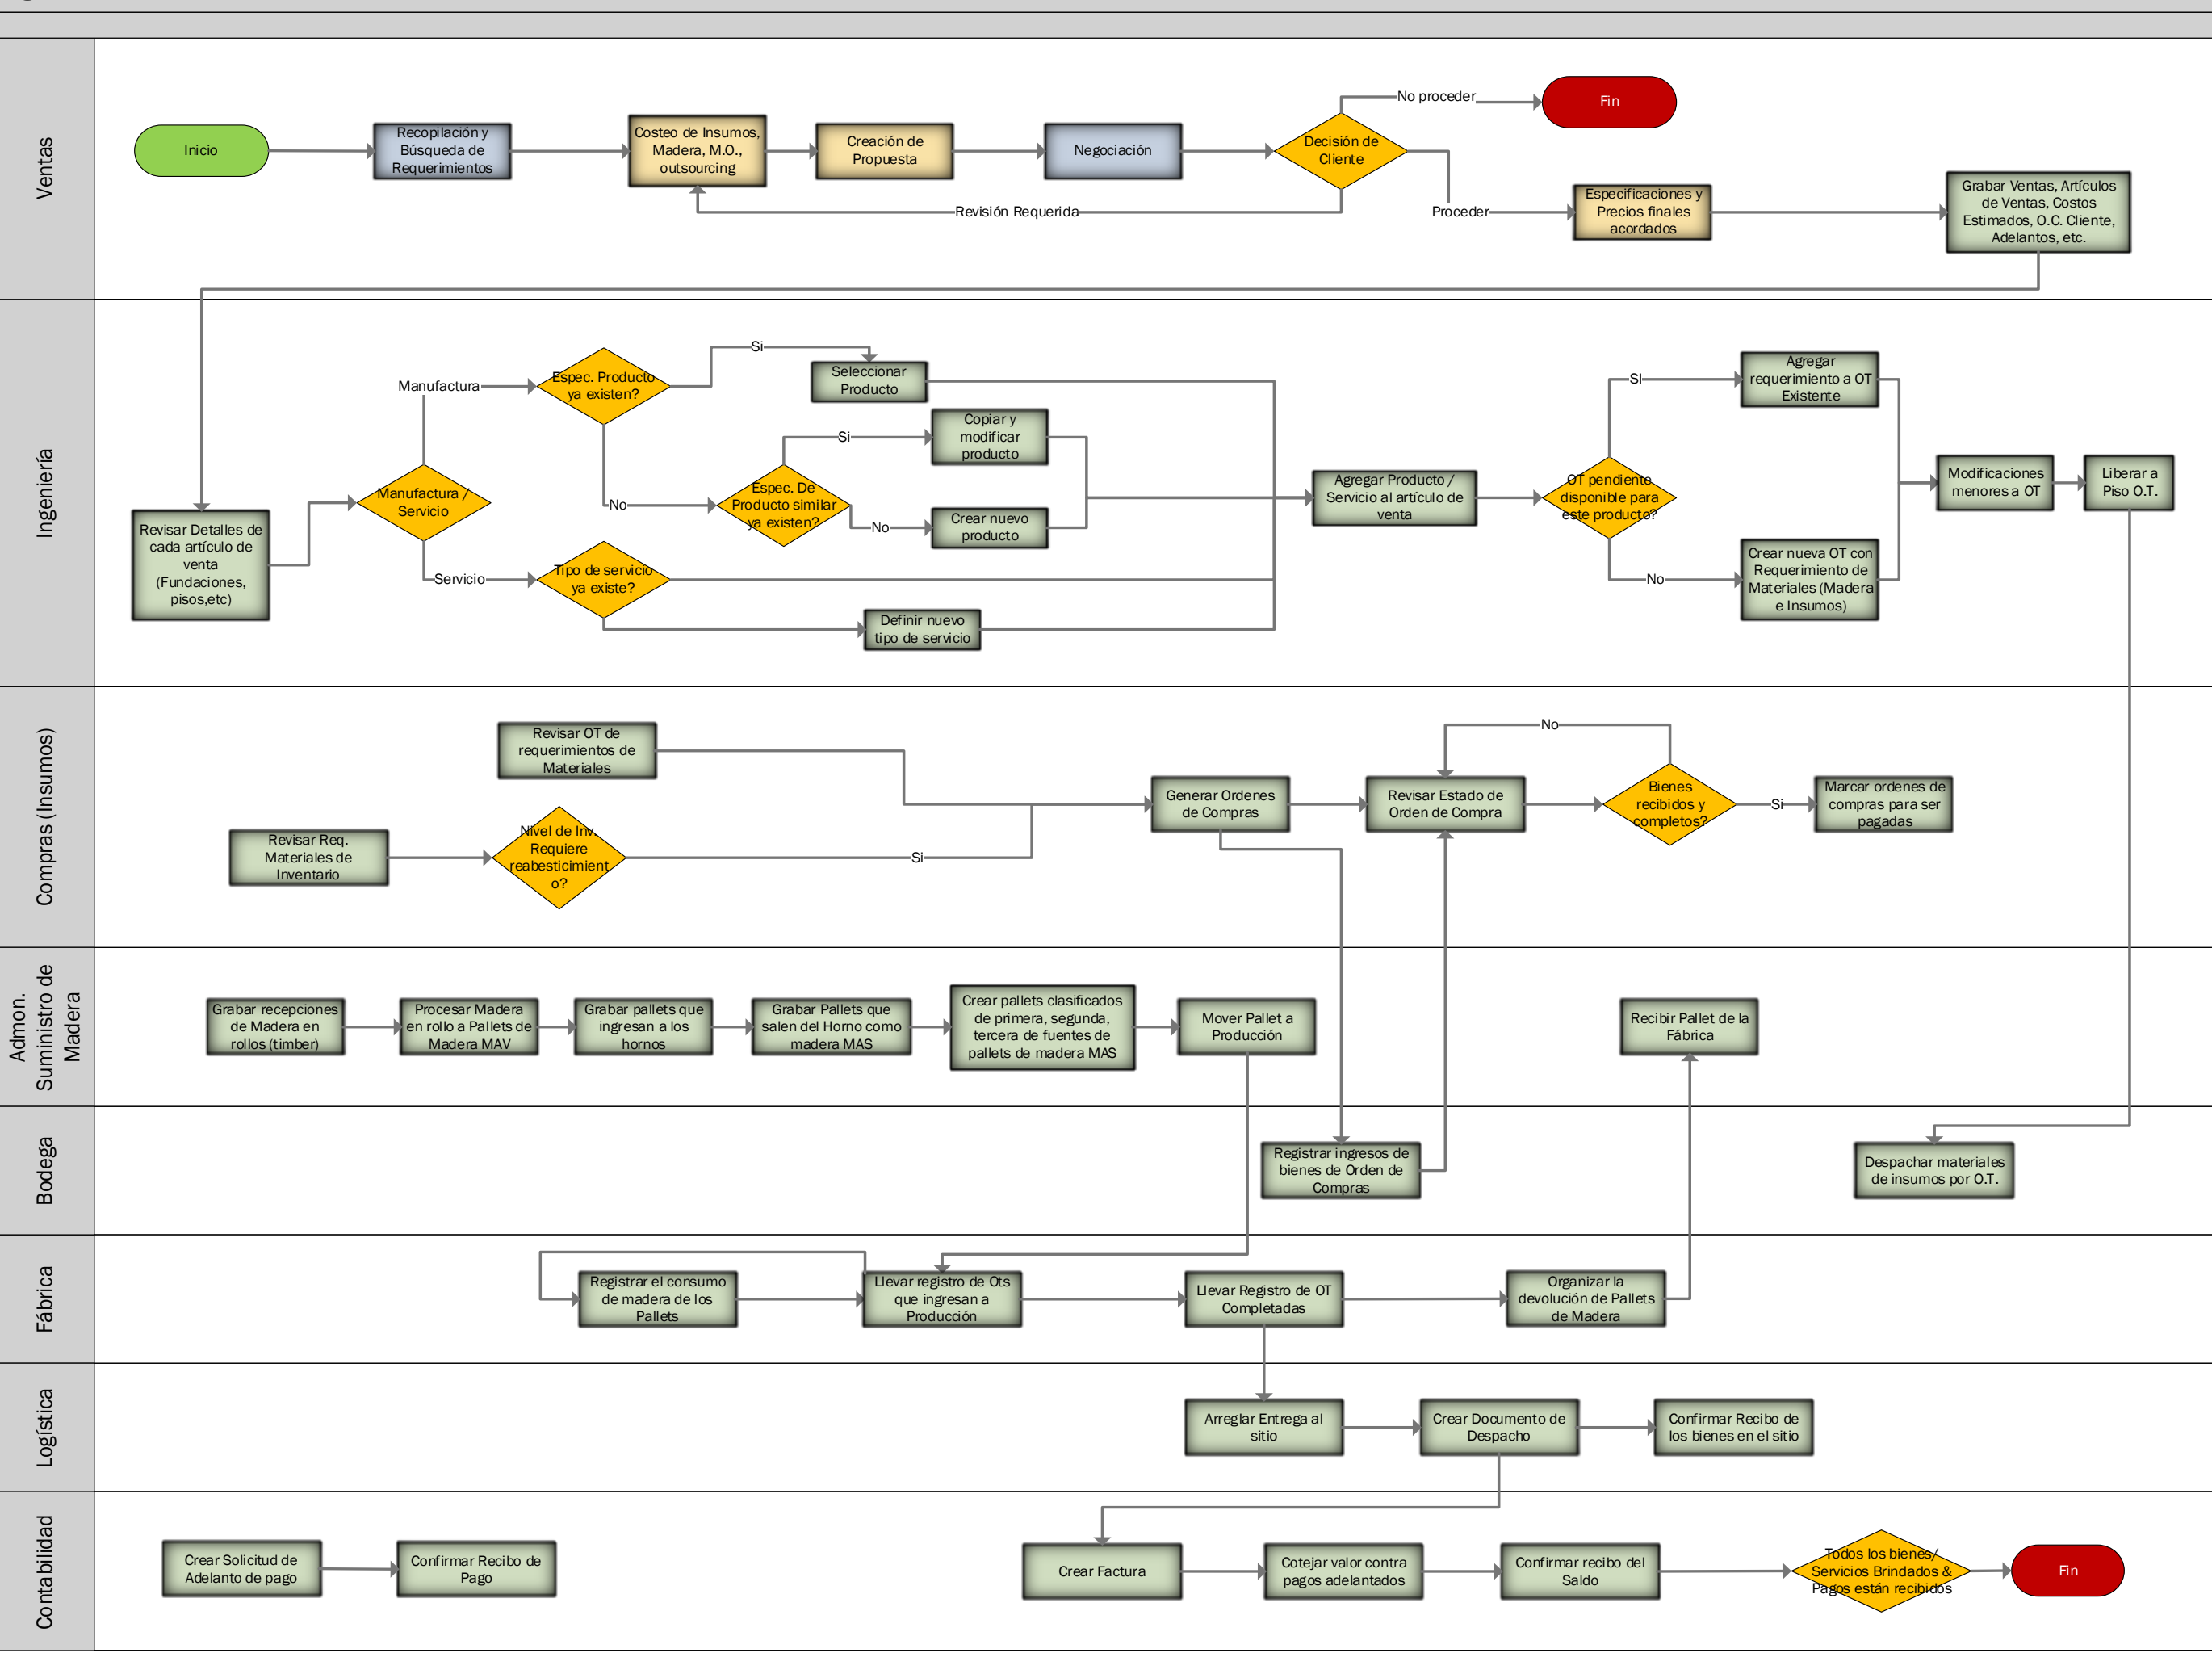 Ventas
Inicio
Recopilación y
Búsqueda de
Requerimientos
Costeo de Insumos,
Madera, M.O.,
outsourcing
Creación de
Propuesta
Negociación
Decisión de
Cliente
No proceder
Fin
Revisión Requerida
Proceder
Especificaciones y
Precios finales
acordados
Grabar Ventas, Artículos
de Ventas, Costos
Estimados, O.C. Cliente,
Adelantos, etc.
Ingeniería
Revisar Detalles de
cada artículo de
venta
(Fundaciones,
pisos,etc)
Manufactura /
Servicio
Manufactura
Servicio
Espec. Producto
ya existen?
Si
Seleccionar
Producto
No
Espec. De
Producto similar
ya existen?
Si
Copiar y
modificar
producto
No
Crear nuevo
producto
Tipo de servicio
ya existe?
Definir nuevo
tipo de servicio
Agregar Producto /
Servicio al artículo de
venta
OT pendiente
disponible para
este producto?
SI
Agregar
requerimiento a OT
Existente
No
Crear nueva OT con
Requerimiento de
Materiales (Madera
e Insumos)
Modificaciones
menores a OT
Liberar a
Piso O.T.
Compras (Insumos)
Revisar OT de
requerimientos de
Materiales
Revisar Req.
Materiales de
Inventario
Nivel de Inv.
Requiere
reabesticimient
o?
Si
Generar Ordenes
de Compras
Revisar Estado de
Orden de Compra
No
Bienes
recibidos y
completos?
Si
Marcar ordenes de
compras para ser
pagadas
Admon.
Suministro de
Madera
Grabar recepciones
de Madera en
rollos (timber)
Procesar Madera
en rollo a Pallets de
Madera MAV
Grabar pallets que
ingresan a los
hornos
Grabar Pallets que
salen del Horno como
madera MAS
Crear pallets clasificados
de primera, segunda,
tercera de fuentes de
pallets de madera MAS
Mover Pallet a
Producción
Recibir Pallet de la
Fábrica
Bodega
Registrar ingresos de
bienes de Orden de
Compras
Despachar materiales
de insumos por O.T.
Fábrica
Registrar el consumo
de madera de los
Pallets
Llevar registro de Ots
que ingresan a
Producción
Llevar Registro de OT
Completadas
Organizar la
devolución de Pallets
de Madera
Logística
Arreglar Entrega al
sitio
Crear Documento de
Despacho
Confirmar Recibo de
los bienes en el sitio
Contabilidad
Crear Solicitud de
Adelanto de pago
Confirmar Recibo de
Pago
Crear Factura
Cotejar valor contra
pagos adelantados
Confirmar recibo del
Saldo
Todos los bienes/
Servicios Brindados &
Pagos están recibidos
Fin